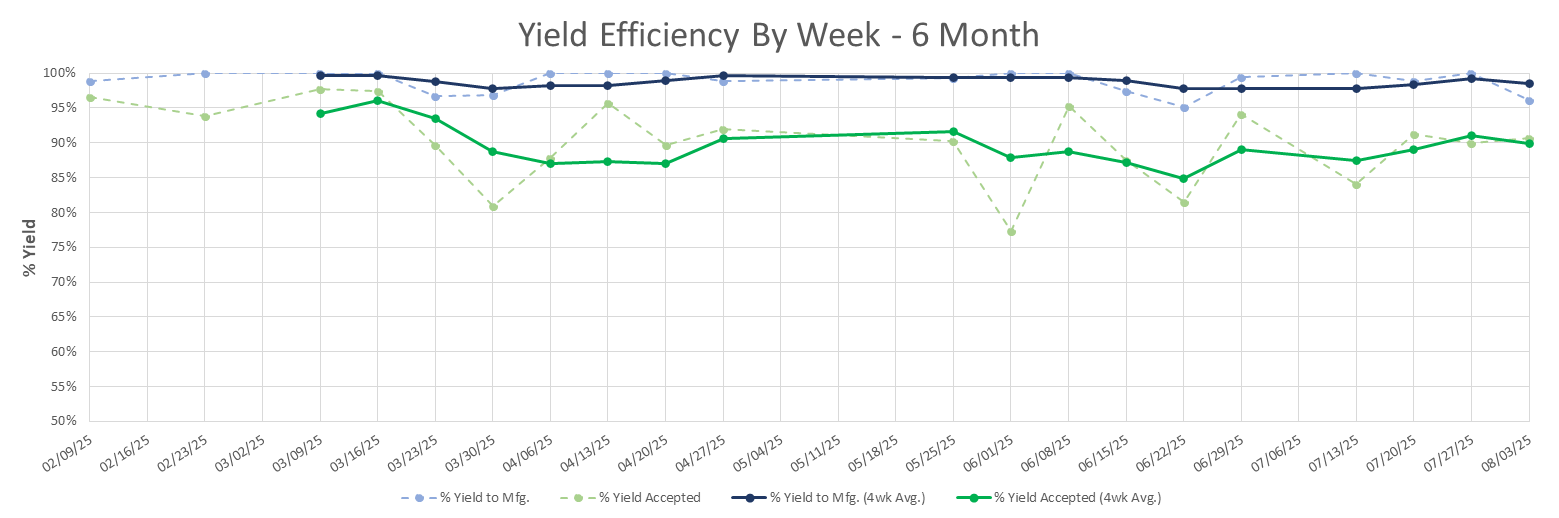 Yield Efficiency By Week - 6 Month
% Yield
100%
95%
90%
85%
80%
75%
70%
65%
60%
55%
50%
02/09/25 02/16/25 02/23/25 03/02/25 03/09/25 03/16/25 03/23/25 03/30/25 04/06/25 04/13/25 04/20/25 04/27/25 05/04/25 05/11/25 05/18/25 05/25/25 06/01/25 06/08/25 06/15/25 06/22/25 06/29/25 07/06/25 07/13/25 07/20/25 07/27/25 08/03/25
% Yield to Mfg. % Yield Accepted % Yield to Mfg. (4wk Avg.) % Yield Accepted (4wk Avg.)